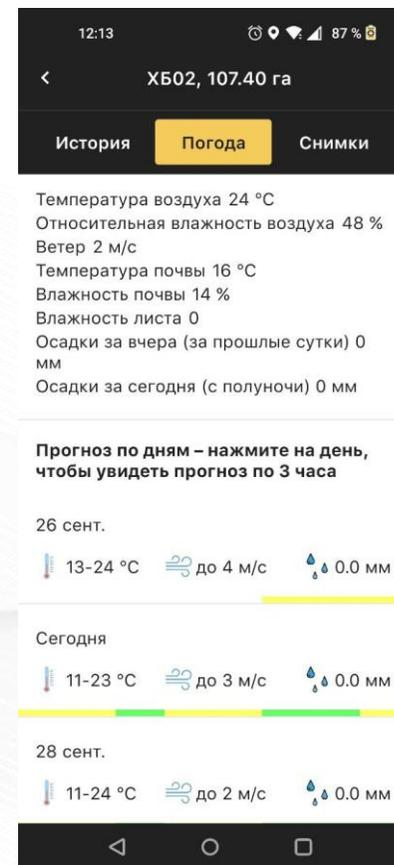 12:13
87 %
ХБ02, 107.40 га
История Погода Снимки
Температура воздуха 24 °C
Относительная влажность воздуха 48 %
Ветер 2 м/с
Температура почвы 16 °C
Влажность почвы 14 %
Влажность листа 0
Осадки за вчера (за прошлые сутки) 0
мм
Осадки за сегодня (с полуночи) 0 мм
Прогноз по дням – нажмите на день,
чтобы увидеть прогноз по 3 часа
26 сент.
13-24 °C до 4 м/с 0.0 мм
Сегодня
11-23 °C до 3 м/с 0.0 мм
28 сент.
11-24 °C до 2 м/с 0.0 мм